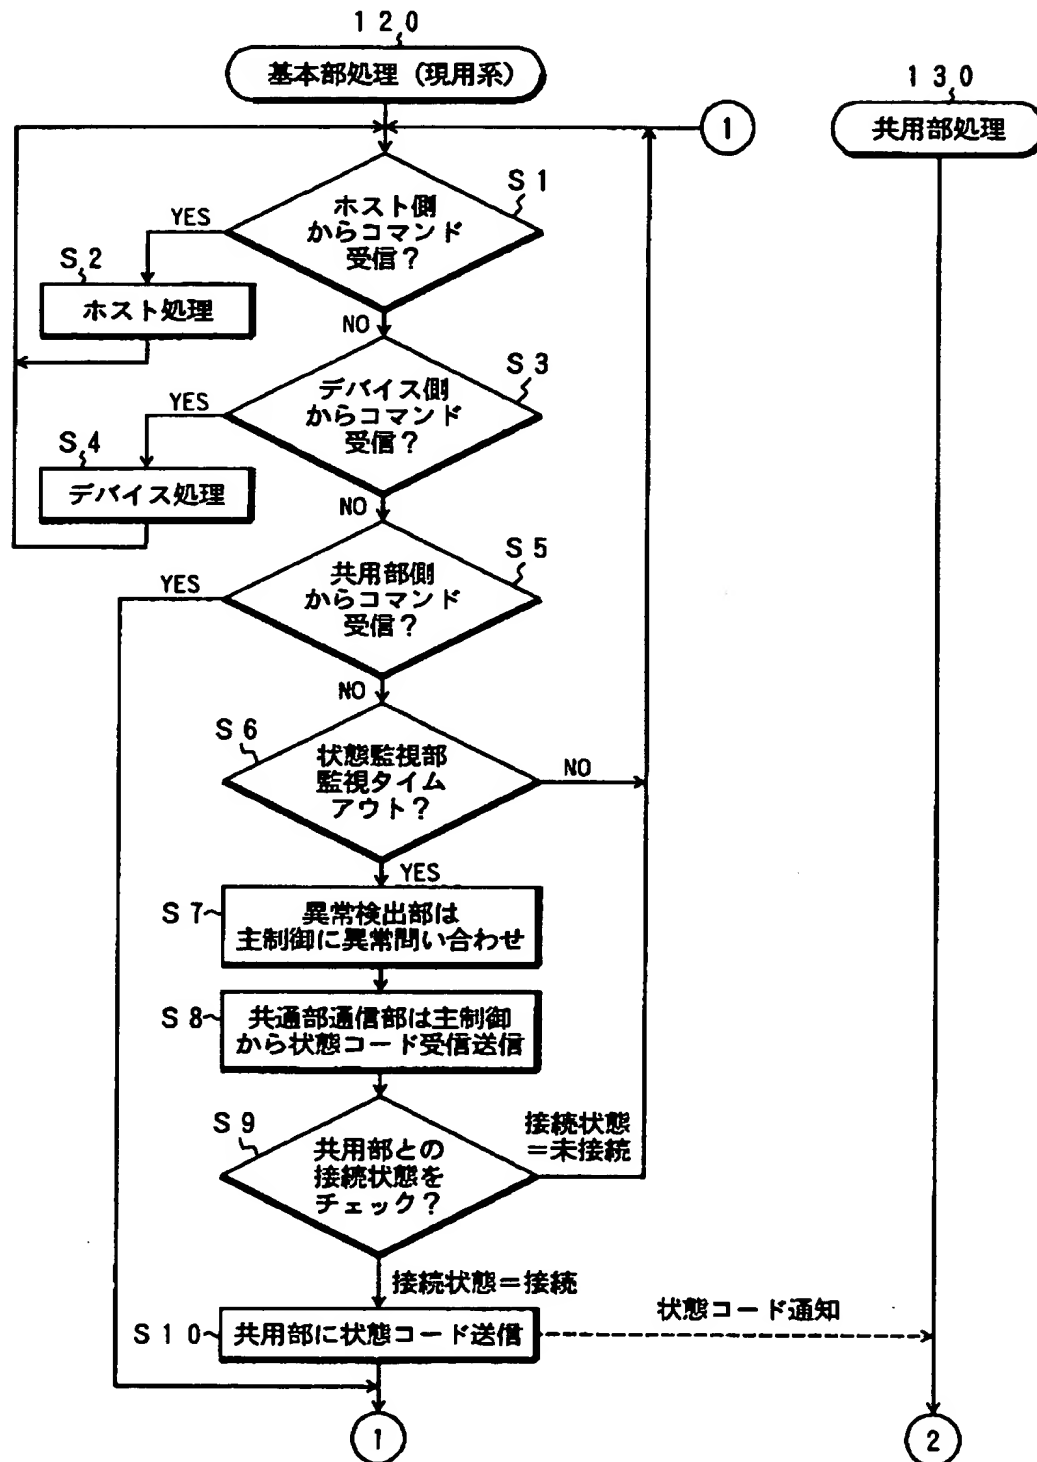 １２０
基本部処理（現用系）
１３０
共用部処理
1
Ｓ１
ホスト側
からコマンド
受信？
YES
Ｓ２
ホスト処理
NO
Ｓ３
デバイス側
からコマンド
受信？
YES
Ｓ４
デバイス処理
NO
Ｓ５
共用部側
からコマンド
受信？
YES
NO
Ｓ６
状態監視部
監視タイム
アウト？
NO
YES
Ｓ７
異常検出部は
主制御に異常問い合わせ
Ｓ８
共通部通信部は主制御
から状態コード受信送信
Ｓ９
共用部との
接続状態を
チェック？
接続状態
＝未接続
接続状態＝接続
Ｓ１０
共用部に状態コード送信
状態コード通知
1
2